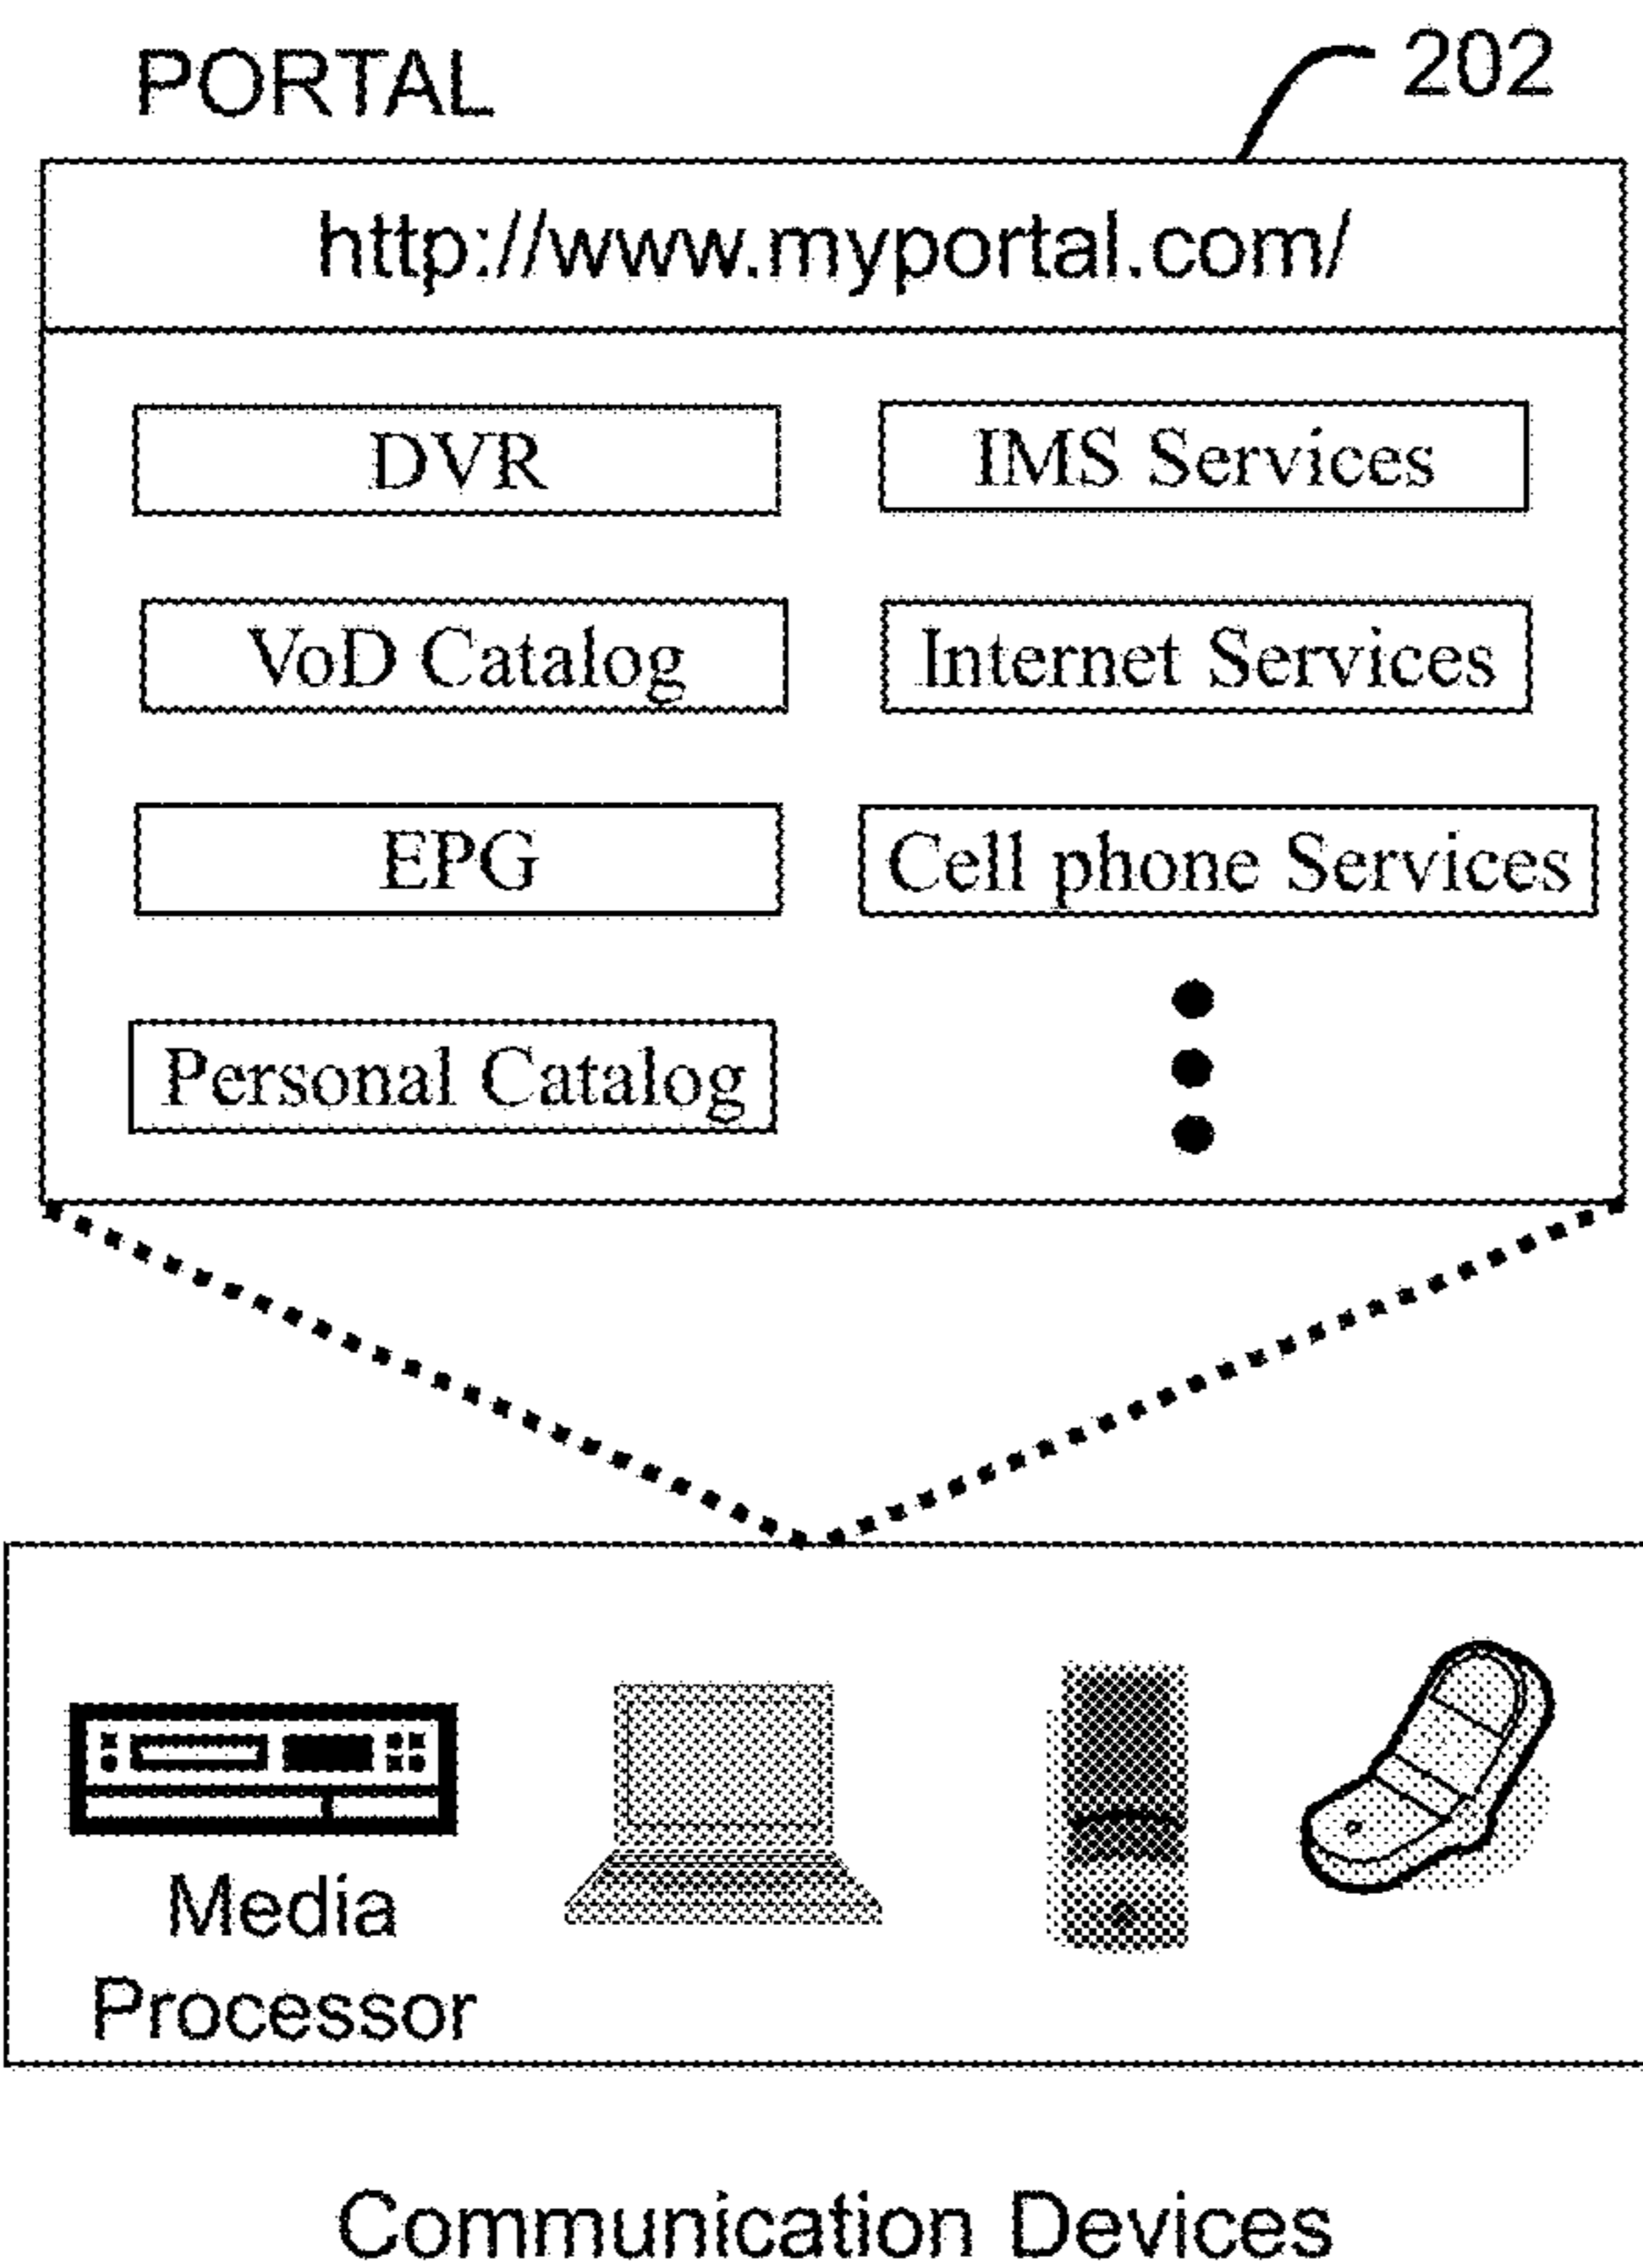 PORTAL
202
http://www.myportal.com/
DVR
IMS Services
VoD Catalog
Internet Services
EPG
Cell phone Services
Personal Catalog
Media
Processor
Communication Devices